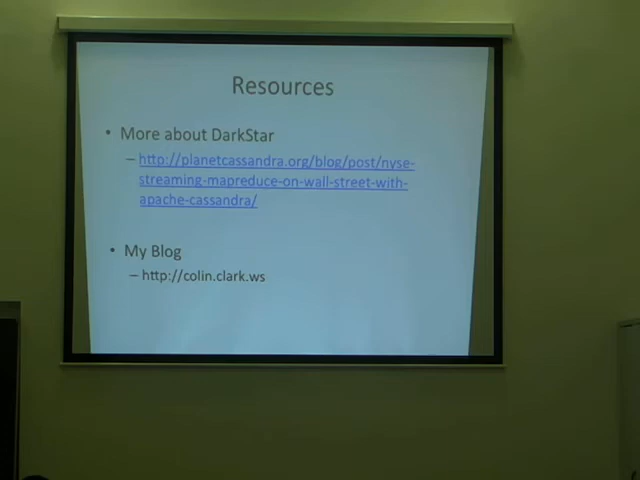 Resources
• More about DarkStar
– http://planetcassandra.org/blog/post/nyse-
streaming-mapreduce-on-wall-street-with-
apache-cassandra/
• My Blog
– http://colin.clark.ws